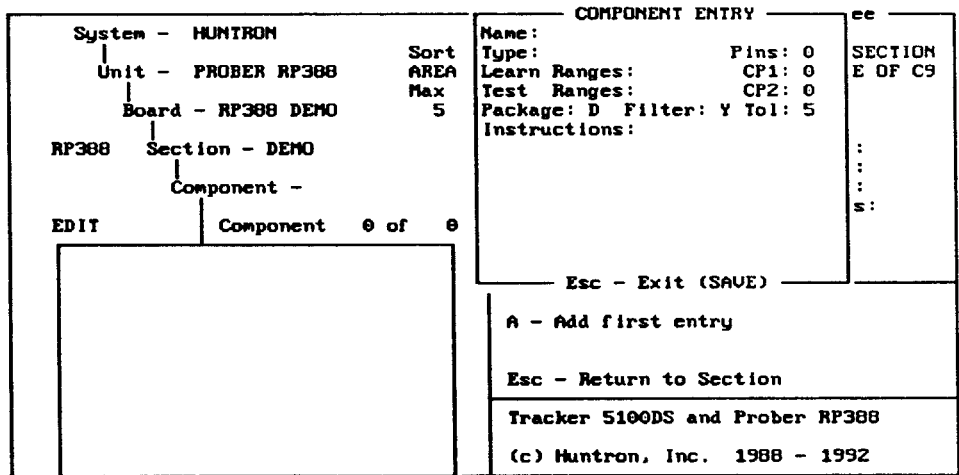 System - HUNTRON
Sort
Unit - PROBER RP388 AREA
Max
Board - RP388 DEMO 5
RP388 Section - DEMO
Component -
EDIT Component 0 of 0
COMPONENT ENTRY
Name:
Type: Pins: 0
Learn Ranges: CP1: 0
Test Ranges: CP2: 0
Package: D Filter: Y Tol: 5
Instructions:
Esc - Exit (SAVE)
ee
SECTION
E OF C9
:
:
:
s:
A - Add first entry
Esc - Return to Section
Tracker 5100DS and Prober RP388
(c) Huntron, Inc. 1988 - 1992